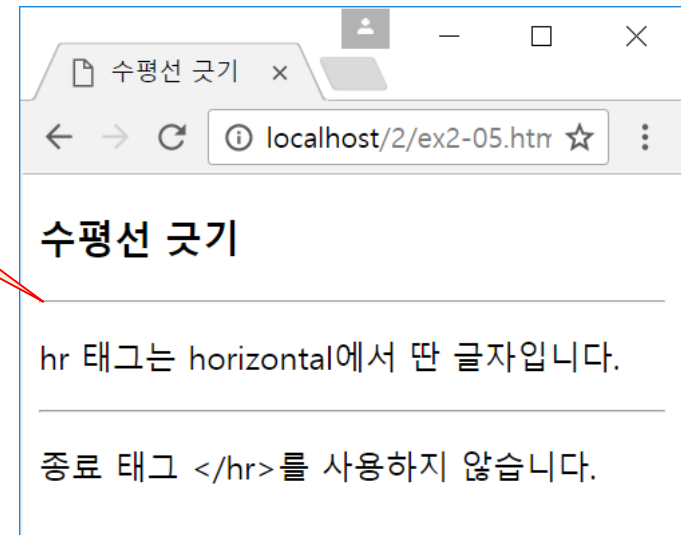 수평선 긋기
localhost/2/ex2-05.htm
수평선 긋기
hr 태그는 horizontal에서 딴 글자입니다.
종료 태그 </hr>를 사용하지 않습니다.